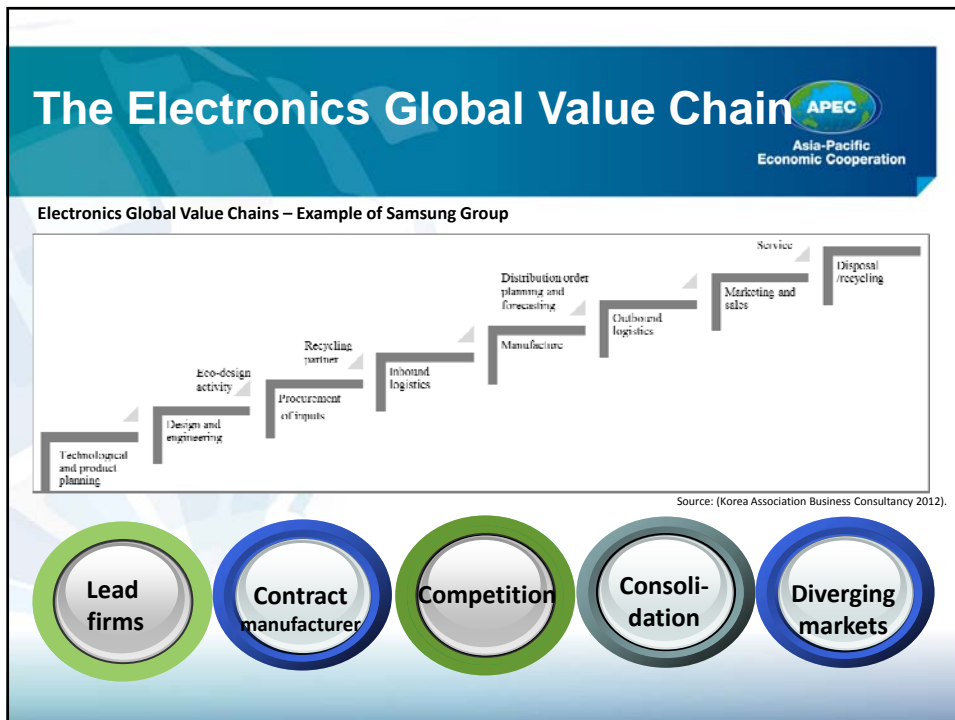 The Electronics Global Value Chain
APEC
Asia-Pacific
Economic Cooperation
Electronics Global Value Chains – Example of Samsung Group
Technological
and product
planning
Design and
engineering
Eco-design
activity
Procurement
of inputs
Recycling
partner
Inbound
logistics
Distribution order
planning and
forecasting
Manufacture
Outbound
logistics
Marketing and
sales
Service
Disposal
/recycling
Source: (Korea Association Business Consultancy 2012).
Lead
firms
Contract
manufacturer
Competition
Consoli-
dation
Diverging
markets